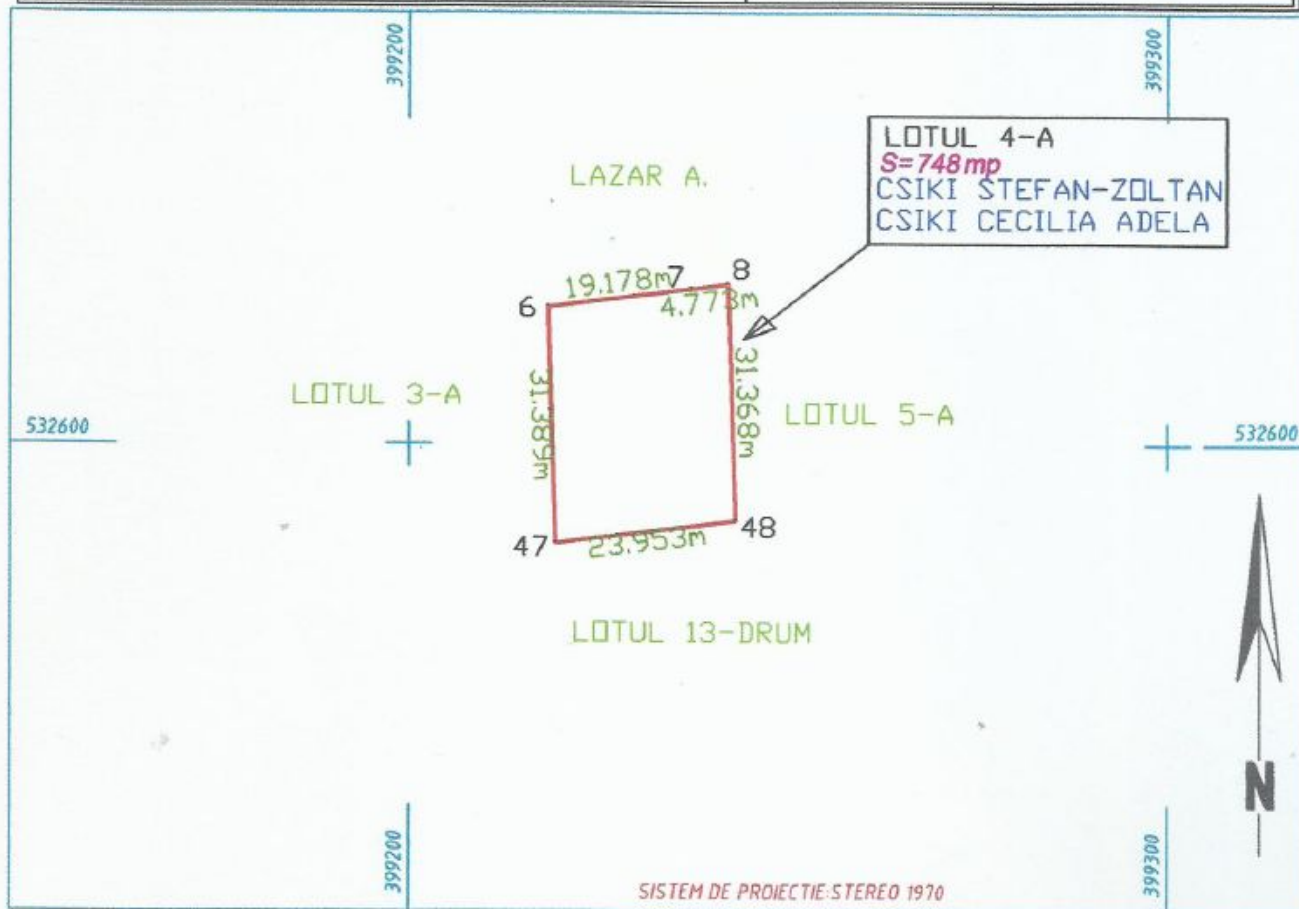 399200
399300
LOTUL 4-A
S=748mp
CSIKI STEFAN-ZOLTAN
CSIKI CECILIA ADELA
LAZAR A.
8
19.178m
7
6
4.773m
LOTUL 3-A
31.389m
31.368m
LOTUL 5-A
532600
532600
47
23.953m
48
LOTUL 13-DRUM
N
399200
399300
SISTEM DE PROIECTIE:STEREO 1970